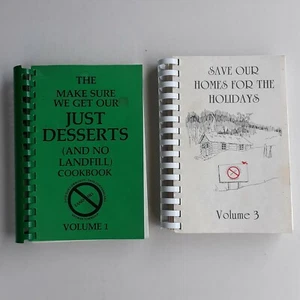 THE
MAKE SURE
WE GET OUR
JUST
DESSERTS
(AND NO
LANDFILL)
COOKBOOK
VOLUME 1
SAVE OUR
HOMES FOR THE
HOLIDAYS
Volume 3